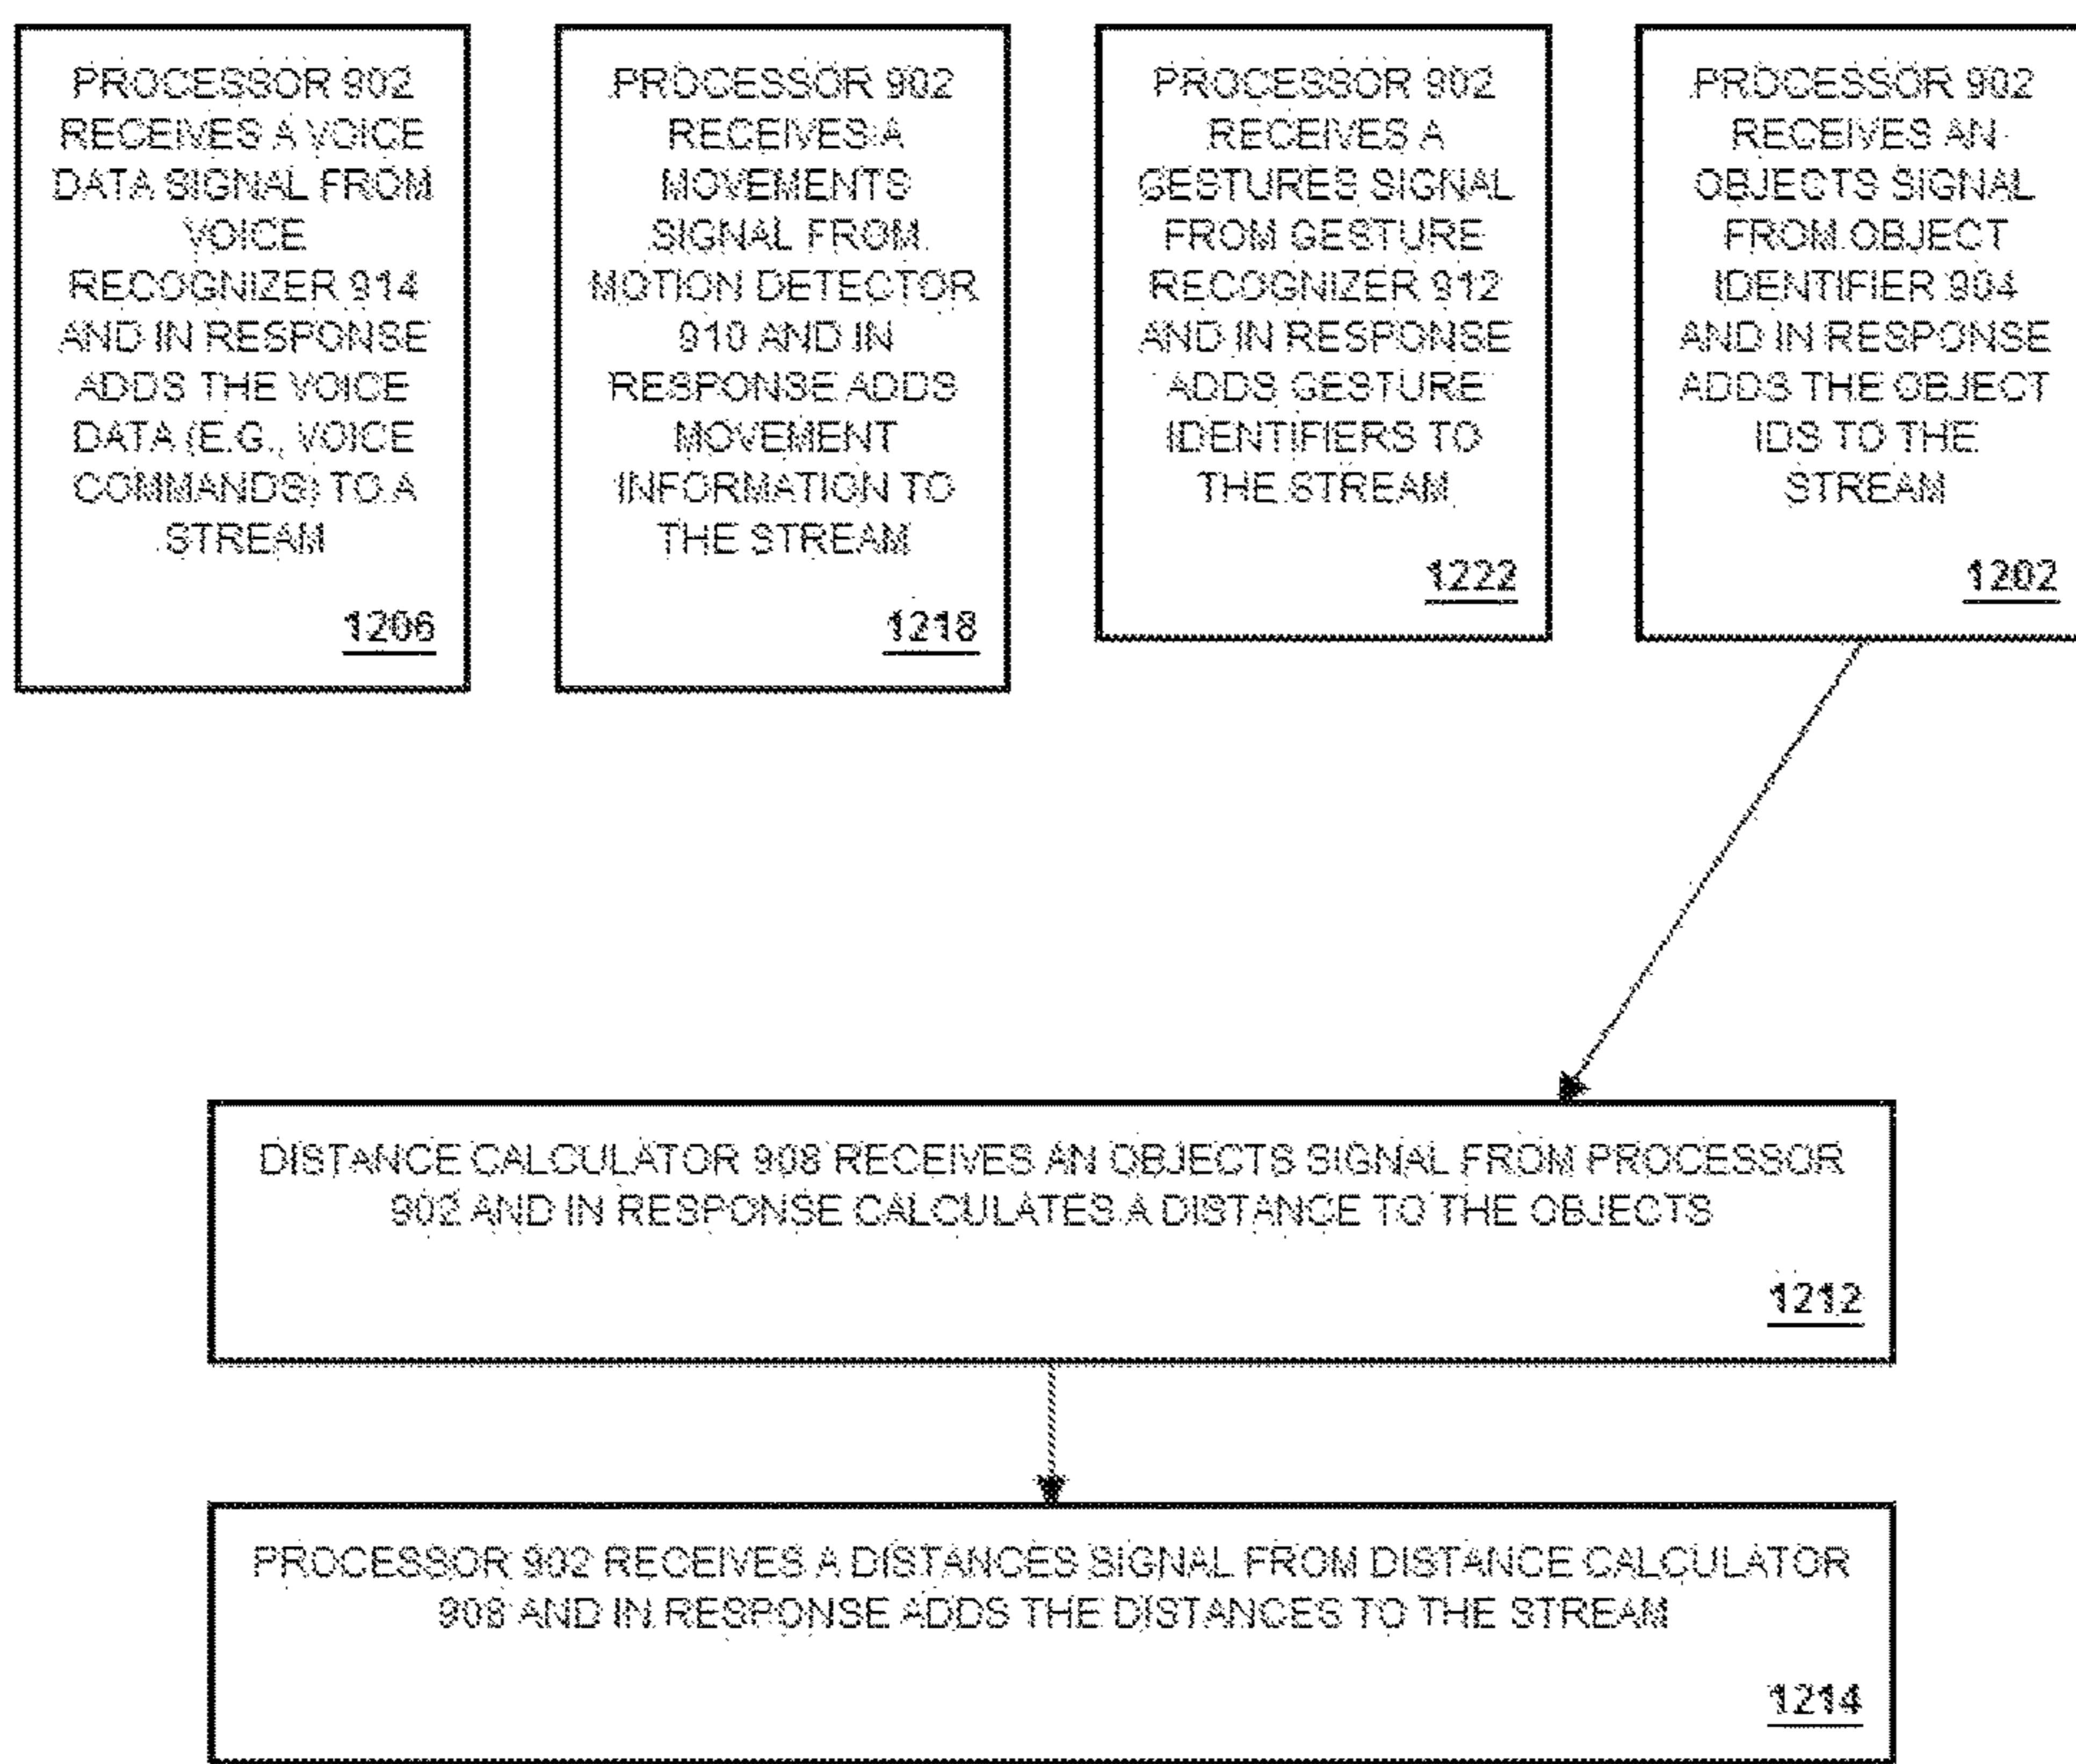 PROCESSOR 902
RECEIVES A VOICE
DATA SIGNAL FROM
VOICE
RECOGNIZER 914
AND IN RESPONSE
ADDS THE VOICE
DATA (E.G., VOICE
COMMANDS) TO A
STREAM
1206
PROCESSOR 902
RECEIVES A
MOVEMENTS
SIGNAL FROM
MOTION DETECTOR
910 AND IN
RESPONSE ADDS
MOVEMENT
INFORMATION TO
THE STREAM
1218
PROCESSOR 902
RECEIVES A
GESTURES SIGNAL
FROM GESTURE
RECOGNIZER 912
AND IN RESPONSE
ADDS GESTURE
IDENTIFIERS TO
THE STREAM
1222
PROCESSOR 902
RECEIVES AN
OBJECTS SIGNAL
FROM OBJECT
IDENTIFIER 904
AND IN RESPONSE
ADDS THE OBJECT
IDS TO THE
STREAM
1202
DISTANCE CALCULATOR 908 RECEIVES AN OBJECTS SIGNAL FROM PROCESSOR
902 AND IN RESPONSE CALCULATES A DISTANCE TO THE OBJECTS
1212
PROCESSOR 902 RECEIVES A DISTANCES SIGNAL FROM DISTANCE CALCULATOR
908 AND IN RESPONSE ADDS THE DISTANCES TO THE STREAM
1214